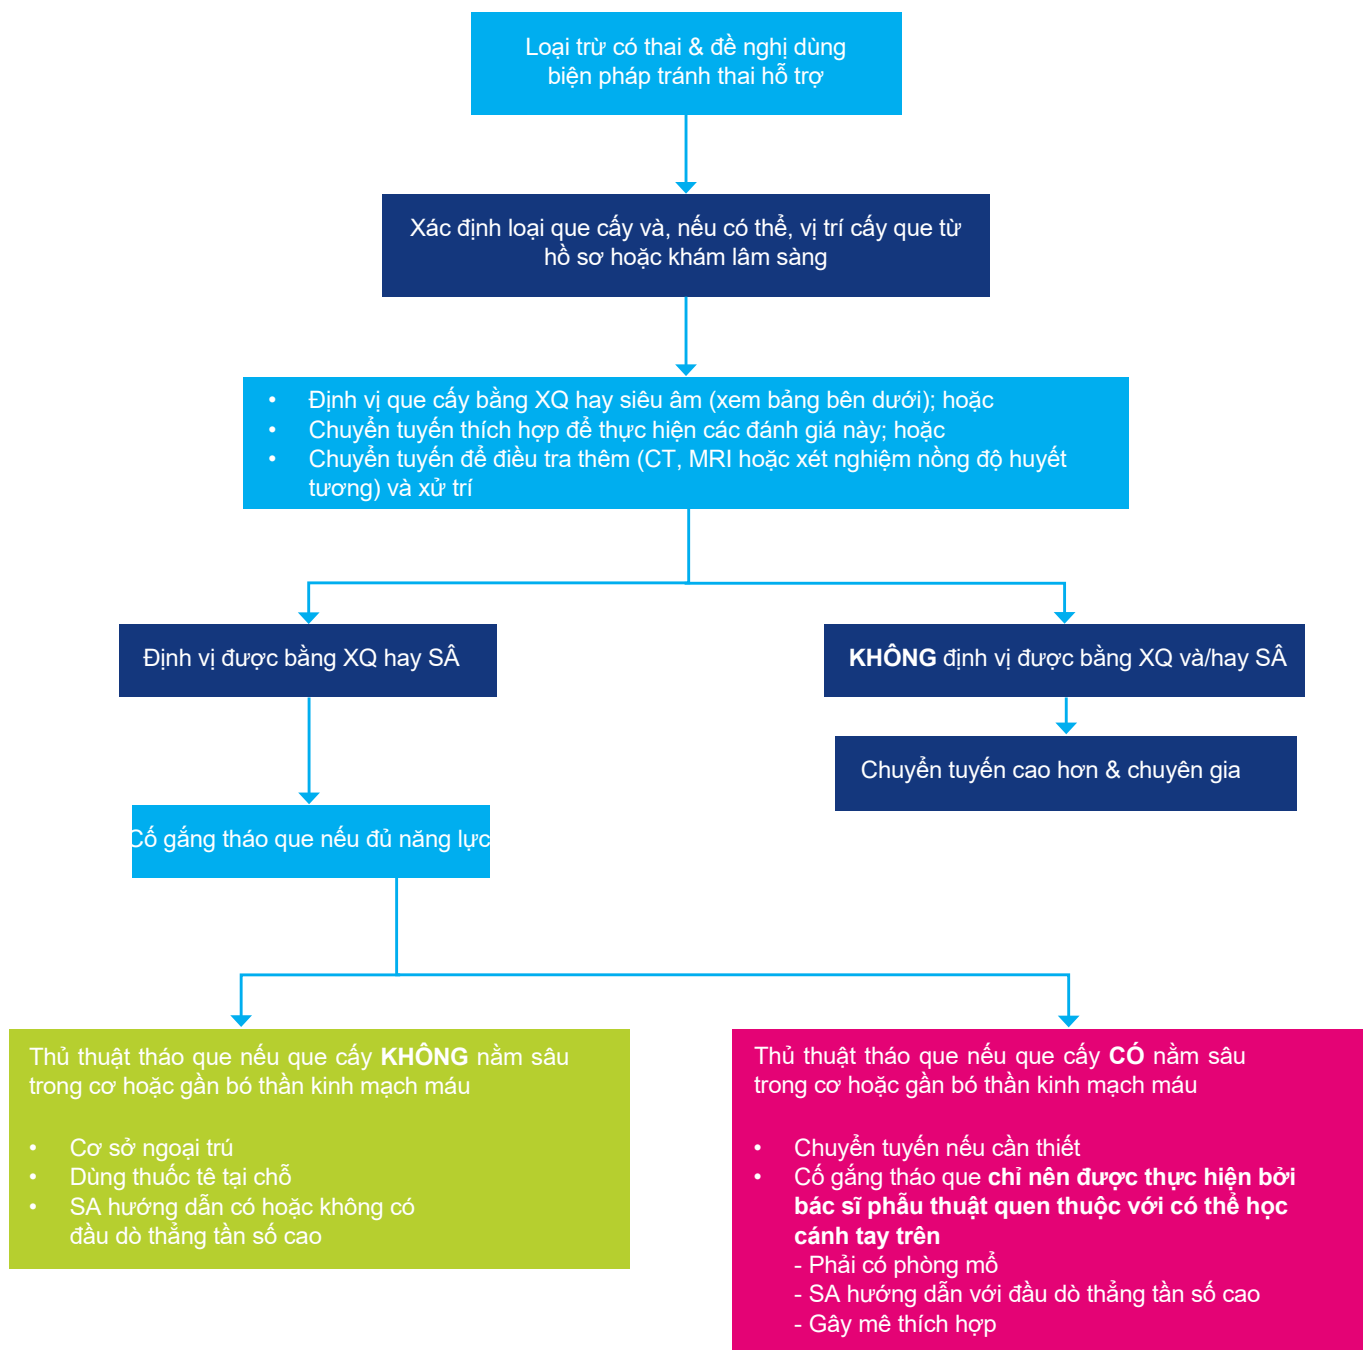 Loại trừ có thai & đề nghị dùng
biện pháp tránh thai hỗ trợ
Xác định loại que cấy và, nếu có thể, vị trí cấy que từ
hồ sơ hoặc khám lâm sàng
• Định vị que cấy bằng XQ hay siêu âm (xem bảng bên dưới); hoặc
• Chuyển tuyến thích hợp để thực hiện các đánh giá này; hoặc
• Chuyển tuyến để điều tra thêm (CT, MRI hoặc xét nghiệm nồng độ huyết
tương) và xử trí
Định vị được bằng XQ hay SÂ
KHÔNG định vị được bằng XQ và/hay SÂ
Chuyển tuyến cao hơn & chuyên gia
Cố gắng tháo que nếu đủ năng lực
Thủ thuật tháo que nếu que cấy KHÔNG nằm sâu
trong cơ hoặc gần bó thần kinh mạch máu
• Cơ sở ngoại trú
• Dùng thuốc tê tại chỗ
• SA hướng dẫn có hoặc không có
đầu dò thẳng tần số cao
Thủ thuật tháo que nếu que cấy CÓ nằm sâu
trong cơ hoặc gần bó thần kinh mạch máu
• Chuyển tuyến nếu cần thiết
• Cố gắng tháo que chỉ nên được thực hiện bởi
bác sĩ phẫu thuật quen thuộc với có thể học
cánh tay trên
- Phải có phòng mổ
- SA hướng dẫn với đầu dò thẳng tần số cao
- Gây mê thích hợp